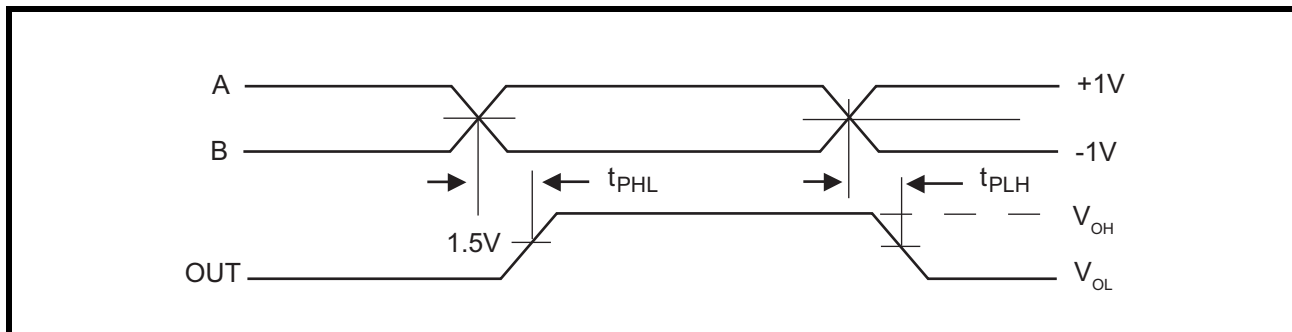 A
+1V
B
-1V
tPHL
tPLH
VOH
1.5V
OUT
VOL